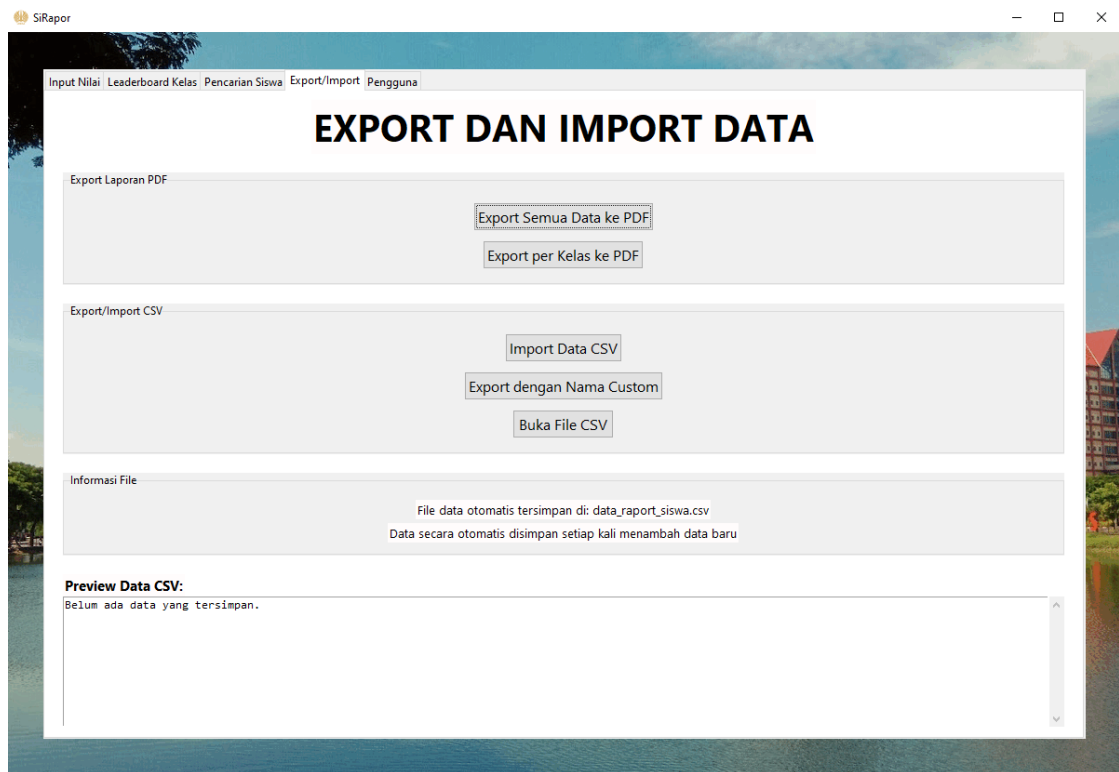 SiRapor
Input Nilai Leaderboard Kelas Pencarian Siswa Export/Import Pengguna
EXPORT DAN IMPORT DATA
Export Laporan PDF
Export Semua Data ke PDF
Export per Kelas ke PDF
Export/Import CSV
Import Data CSV
Export dengan Nama Custom
Buka File CSV
Informasi File
File data otomatis tersimpan di: data_raport_siswa.csv
Data secara otomatis disimpan setiap kali menambah data baru
Preview Data CSV:
Belum ada data yang tersimpan.